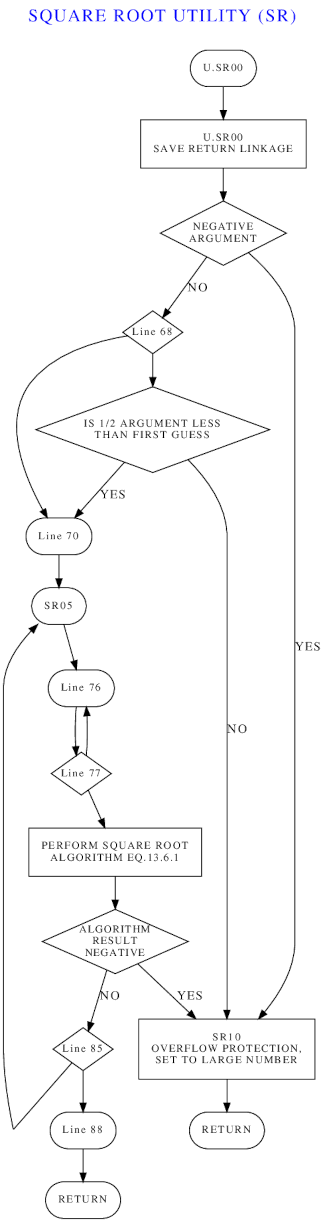 SQUARE ROOT UTILITY (SR)
U.SR00
U.SR00
SAVE RETURN LINKAGE
NEGATIVE
ARGUMENT
NO
Line 68
IS 1/2 ARGUMENT LESS
THAN FIRST GUESS
YES
Line 70
SR05
YES
Line 76
NO
Line 77
PERFORM SQUARE ROOT
ALGORITHM EQ.13.6.1
ALGORITHM
RESULT
NEGATIVE
NO
YES
Line 85
SR10
OVERFLOW PROTECTION,
SET TO LARGE NUMBER
Line 88
RETURN
RETURN